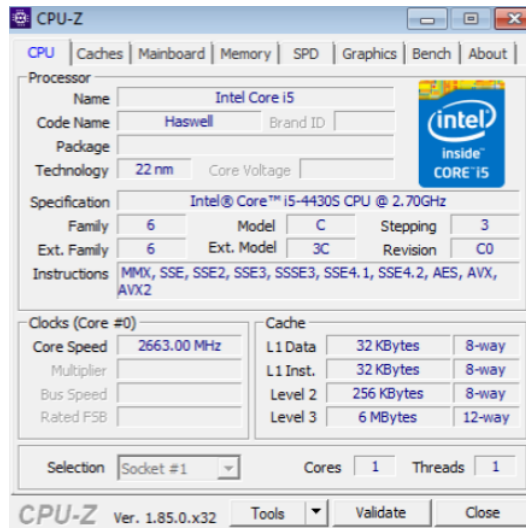 CPU-Z
CPU Caches Mainboard Memory SPD Graphics Bench About
Processor
Name Intel Core i5
Code Name Haswell Brand ID
Package
Technology 22 nm Core Voltage
intel
inside™
CORE™i5
Specification Intel® Core™ i5-4430S CPU @ 2.70GHz
Family 6 Model C Stepping 3
Ext. Family 6 Ext. Model 3C Revision C0
Instructions MMX, SSE, SSE2, SSE3, SSSE3, SSE4.1, SSE4.2, AES, AVX,
AVX2
Clocks (Core #0)
Core Speed 2663.00 MHz
Multiplier
Bus Speed
Rated FSB
Cache
L1 Data 32 KBytes 8-way
L1 Inst. 32 KBytes 8-way
Level 2 256 KBytes 8-way
Level 3 6 MBytes 12-way
Selection Socket #1 Cores 1 Threads 1
CPU-Z Ver. 1.85.0.x32 Tools Validate Close